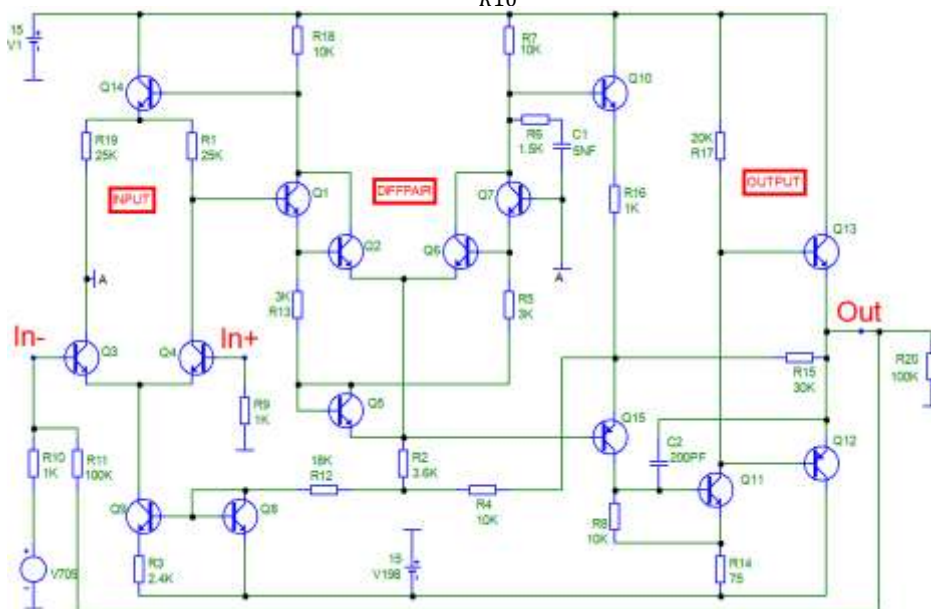 R10
15
V1
R18
10K
R7
10K
Q14
Q10
R19
25K
R1
25K
R6
1.5K
C1
5NF
20K
R17
INPUT
Q1
DIFFPAIR
Q7
R16
1K
OUTPUT
Q2
Q6
Q13
A
A
3K
R13
R5
3K
In-
Q3
Q4
In+
Out
R9
1K
Q5
R15
30K
R20
100K
Q15
C2
200PF
Q12
R10
1K
R11
100K
18K
R12
R2
3.6K
Q11
Q9
Q8
R4
10K
R8
10K
V705
R3
2.4K
15
V198
R14
75